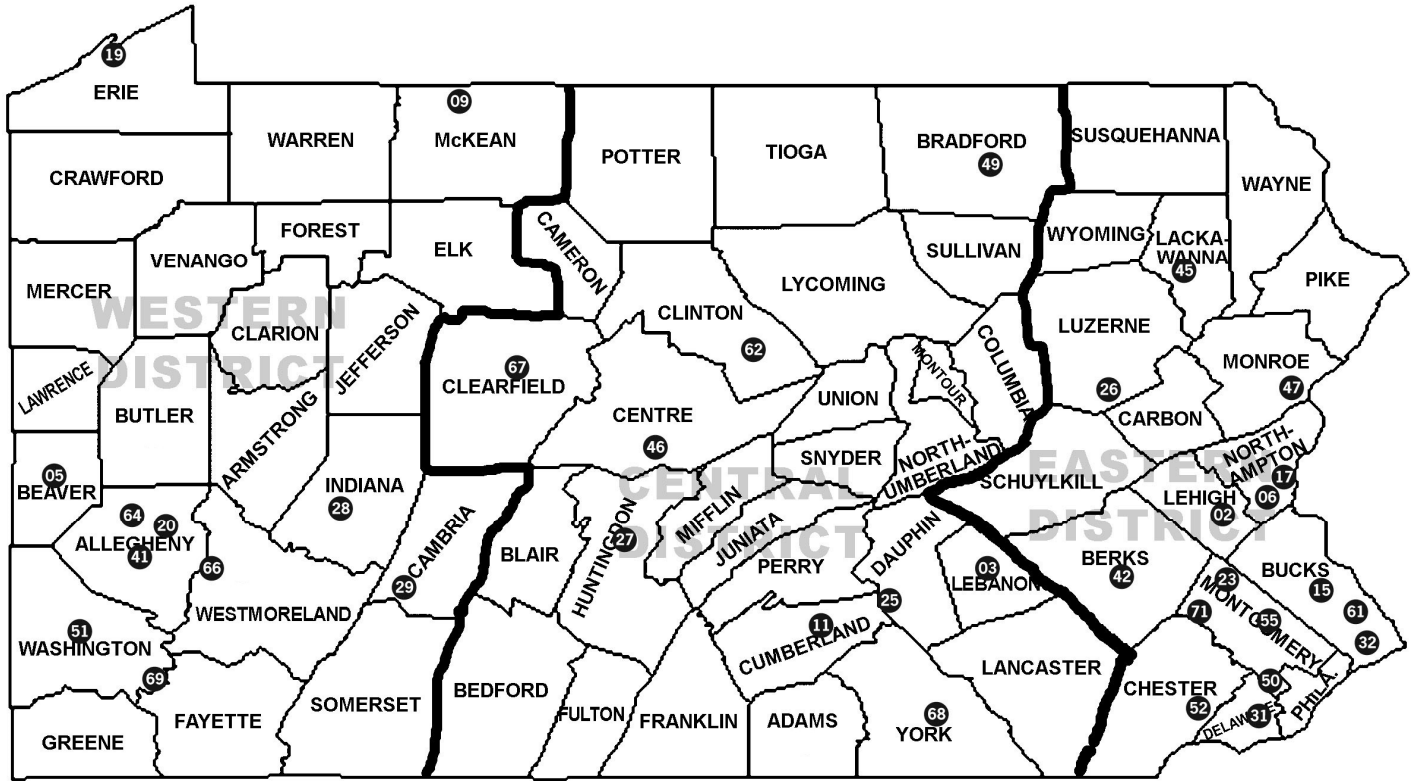 19
ERIE
09
WARREN
McKEAN
POTTER
TIOGA
BRADFORD
49
SUSQUEHANNA
CRAWFORD
WAYNE
FOREST
CAMERON
VENANGO
ELK
SULLIVAN
WYOMING
LACKA-
WANNA
45
MERCER
LYCOMING
PIKE
WESTERN
DISTRICT
CLARION
JEFFERSON
CLINTON
62
LUZERNE
COLUMBIA
MONTOUR
MONROE
47
LAWRENCE
67
CLEARFIELD
26
BUTLER
CENTRE
46
UNION
CARBON
ARMSTRONG
SNYDER
NORTH-
UMBERLAND
NORTH-
AMPTON
17
06
05
BEAVER
INDIANA
28
CENTRAL
DISTRICT
EASTERN
DISTRICT
SCHUYLKILL
LEHIGH
02
64
20
ALLEGHENY
41
CAMBRIA
29
BLAIR
HUNTINGDON
27
MIFFLIN
JUNIATA
PERRY
DAUPHIN
25
03
LEBANON
BERKS
42
BUCKS
15
61
32
66
WESTMORELAND
11
CUMBERLAND
23
71
55
MONTGOMERY
51
WASHINGTON
69
LANCASTER
CHESTER
52
50
PHILA.
DELAWARE
31
SOMERSET
BEDFORD
FULTON
FRANKLIN
ADAMS
68
YORK
FAYETTE
GREENE